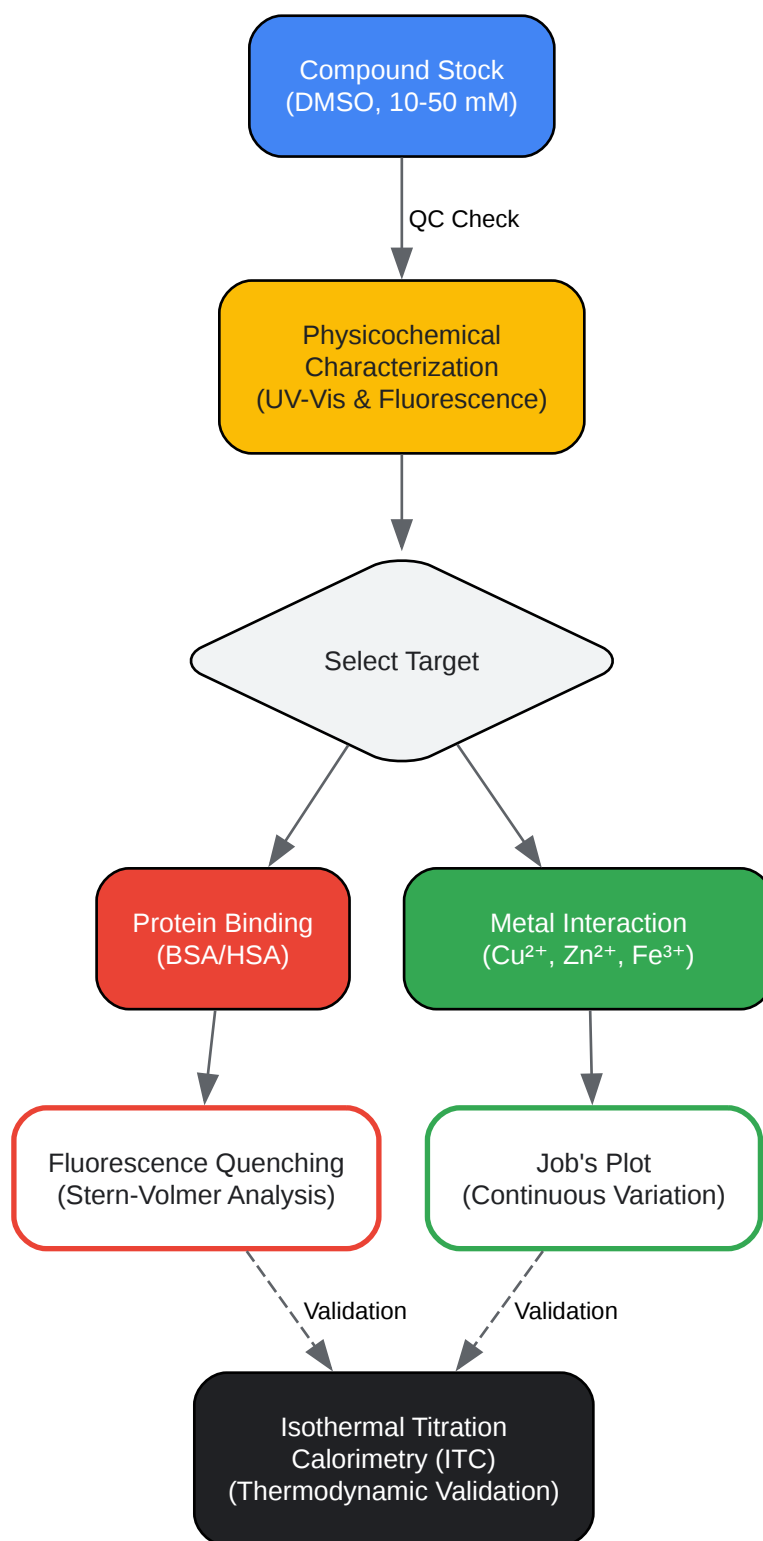 Compound Stock
(DMSO, 10-50 mM)
QC Check
Physicochemical
Characterization
(UV-Vis & Fluorescence)
Select Target
Protein Binding
(BSA/HSA)
Metal Interaction
(Cu²⁺, Zn²⁺, Fe³⁺)
Fluorescence Quenching
(Stern-Volmer Analysis)
Job's Plot
(Continuous Variation)
Validation
Validation
Isothermal Titration
Calorimetry (ITC)
(Thermodynamic Validation)